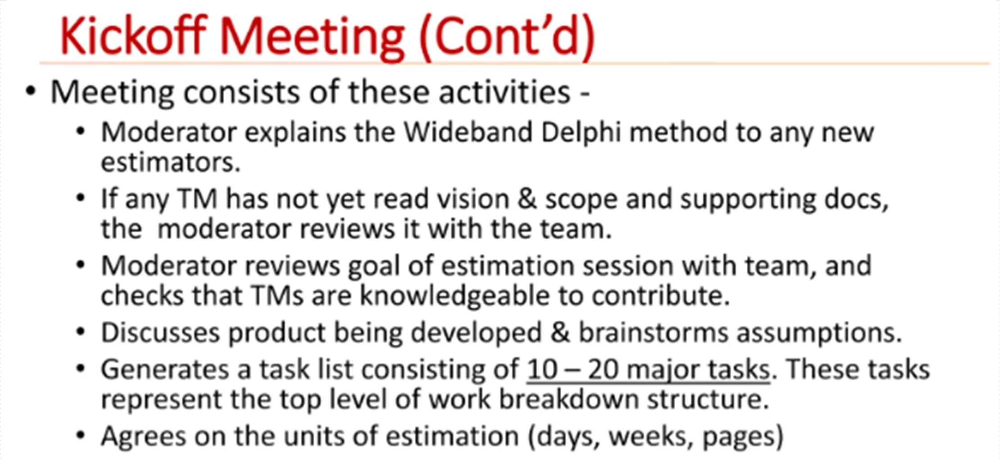 Kickoff Meeting (Cont’d)
• Meeting consists of these activities -
• Moderator explains the Wideband Delphi method to any new
estimators.
• If any TM has not yet read vision & scope and supporting docs,
the  moderator reviews it with the team.
• Moderator reviews goal of estimation session with team, and
checks that TMs are knowledgeable to contribute.
• Discusses product being developed & brainstorms assumptions.
• Generates a task list consisting of 10 – 20 major tasks. These tasks
represent the top level of work breakdown structure.
• Agrees on the units of estimation (days, weeks, pages)